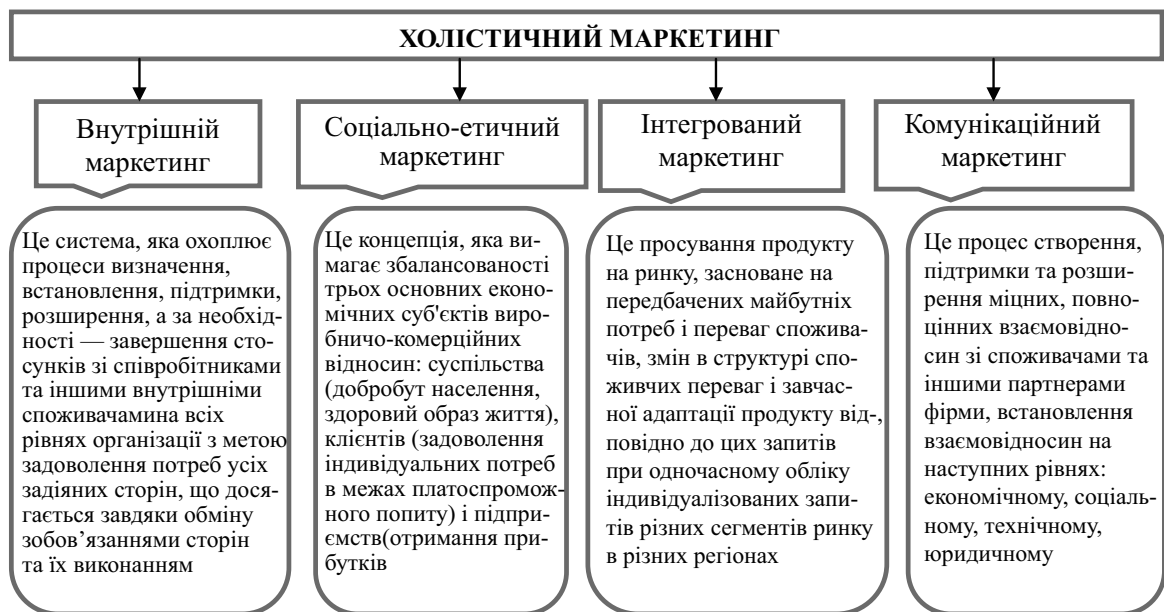 ХОЛІСТИЧНИЙ МАРКЕТИНГ
Внутрішній
маркетинг
Це система, яка охоплює
процеси визначення,
встановлення, підтримки,
розширення, а за необхід-
ності — завершення сто-
сунків зі співробітниками
та іншими внутрішніми
споживачамина всіх
рівнях організації з метою
задоволення потреб усіх
задіяних сторін, що дося-
гається завдяки обміну
зобов’язаннями сторін
та їх виконанням
Соціально-етичний
маркетинг
Це концепція, яка ви-
магає збалансованості
трьох основних еконо-
мічних суб'єктів виро-
бничо-комерційних
відносин: суспільства
(добробут населення,
здоровий образ життя),
клієнтів (задоволення
індивідуальних потреб
в межах платоспромож-
ного попиту) і підпри-
ємств(отримання при-
бутків
Інтегрований
маркетинг
Це просування продукту
на ринку, засноване на
передбачених майбутніх
потреб і переваг спожива-
чів, змін в структурі спо-
живчих переваг і завчас-
ної адаптації продукту від-,
повідно до цих запитів
при одночасному обліку
індивідуалізованих запи-
тів різних сегментів ринку
в різних регіонах
Комунікаційний
маркетинг
Це процес створення,
підтримки та розши-
рення міцних, повно-
цінних взаємовідно-
син зі споживачами та
іншими партнерами
фірми, встановлення
взаємовідносин на
наступних рівнях:
економічному, соціаль-
ному, технічному,
юридичному